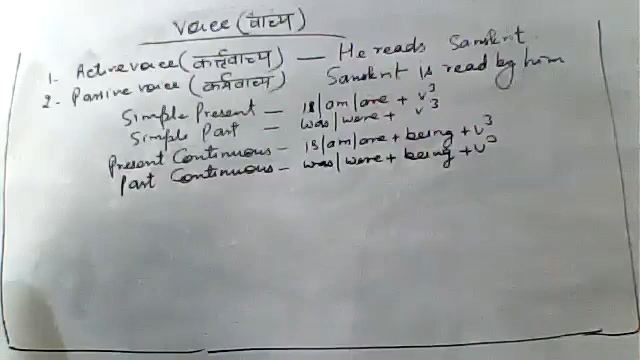 Voice (वाच्य)
1- Active voice (कर्तृवाच्य) — He reads Sanskrit.
2- Passive voice (कर्मवाच्य) Sanskrit is read by him
Simple Present — is/am/are + v3
Simple Past — was/were + v3
Present Continuous — is/am/are + being + v3
Past Continuous — was/were + being + v3